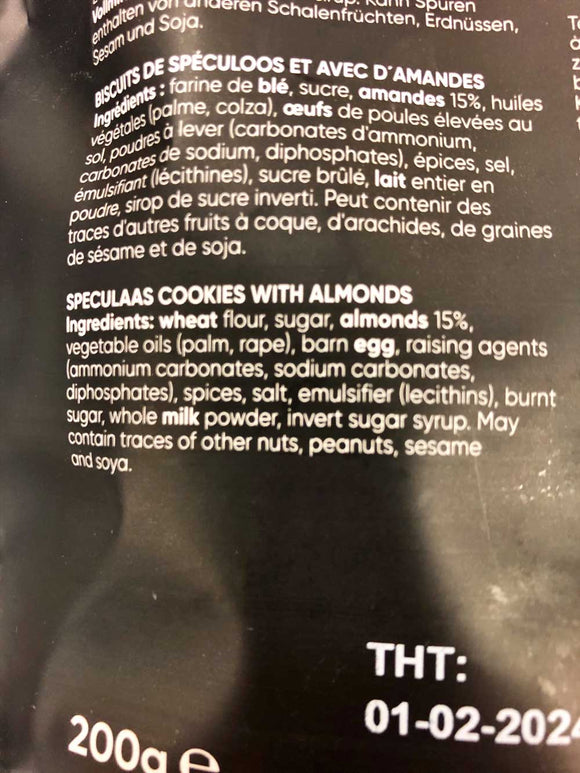 Kann Spuren
enthalten von anderen Schalenfrüchten, Erdnüssen,
Sesam und Soja.
BISCUITS DE SPÉCULOOS ET AVEC D'AMANDES
Ingrédients : farine de blé, sucre, amandes 15%, huiles
végétales (palme, colza), œufs de poules élevées au
sol, poudres à lever (carbonates d'ammonium,
carbonates de sodium, diphosphates), épices, sel,
émulsifiant (lécithines), sucre brûlé, lait entier en
poudre, sirop de sucre inverti. Peut contenir des
traces d'autres fruits à coque, d'arachides, de graines
de sésame et de soja.
SPECULAAS COOKIES WITH ALMONDS
Ingredients: wheat flour, sugar, almonds 15%,
vegetable oils (palm, rape), barn egg, raising agents
(ammonium carbonates, sodium carbonates,
diphosphates), spices, salt, emulsifier (lecithins), burnt
sugar, whole milk powder, invert sugar syrup. May
contain traces of other nuts, peanuts, sesame
and soya.
THT:
01-02-2024
200g e